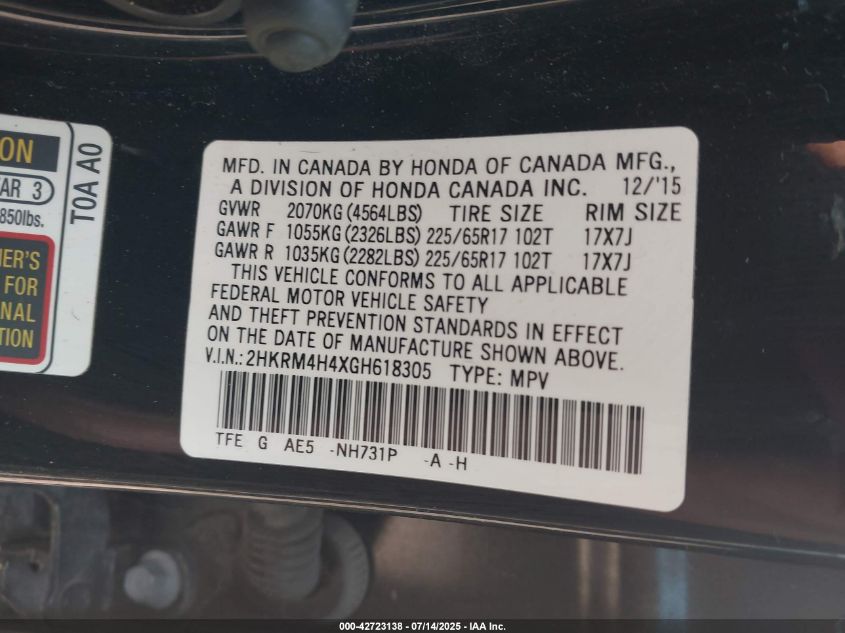 ON
AR 3
850lbs.
T0A A0
ER'S
FOR
NAL
TION
MFD. IN CANADA BY HONDA OF CANADA MFG.,
A DIVISION OF HONDA CANADA INC. 12/'15
GVWR 2070KG (4564LBS) TIRE SIZE RIM SIZE
GAWR F 1055KG (2326LBS) 225/65R17 102T 17X7J
GAWR R 1035KG (2282LBS) 225/65R17 102T 17X7J
THIS VEHICLE CONFORMS TO ALL APPLICABLE
FEDERAL MOTOR VEHICLE SAFETY
AND THEFT PREVENTION STANDARDS IN EFFECT
ON THE DATE OF MANUFACTURE SHOWN ABOVE.
V.I.N.: 2HKRM4H4XGH618305 TYPE: MPV
TFE G AE5 -NH731P -A -H
000-42723138 - 07/14/2025 - IAA Inc.